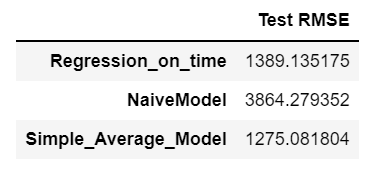 Test RMSE
Regression_on_time 1389.135175
NaiveModel 3864.279352
Simple_Average_Model 1275.081804